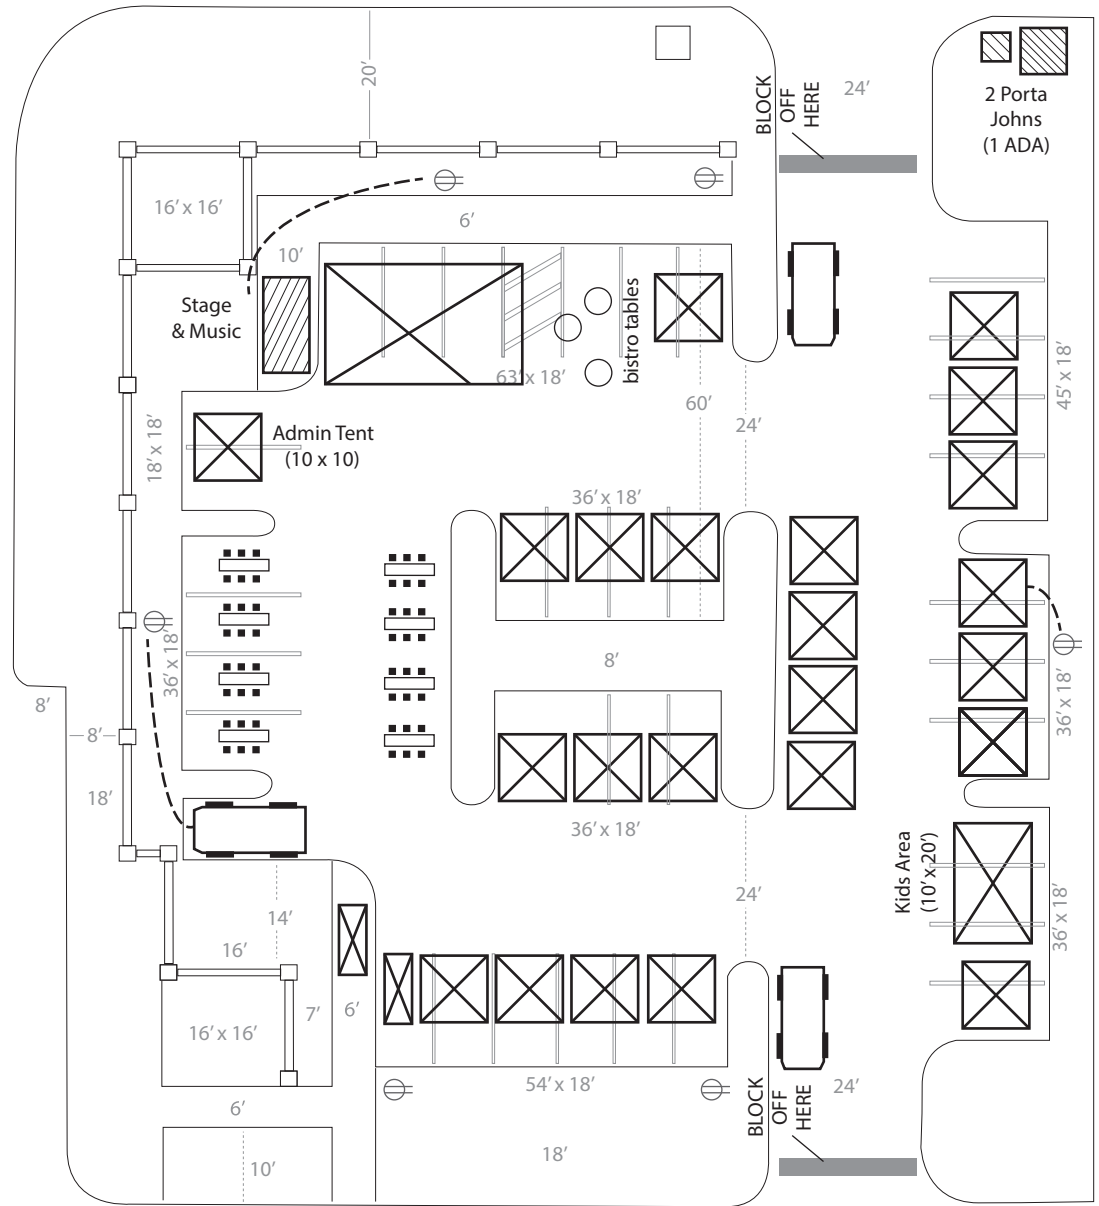 20′
BLOCK
OFF
HERE
24′
2 Porta
Johns
(1 ADA)
16′ x 16′
6′
10′
Stage
& Music
bistro tables
63′ x 18′
60′
24′
45′ x 18′
18′ x 18′
Admin Tent
(10 x 10)
36′ x 18′
36′ x 18′
8′
36′ x 18′
8′
8′
18′
36′ x 18′
Kids Area
(10′ x 20′)
36′ x 18′
24′
14′
16′
7′
6′
16′ x 16′
54′ x 18′
BLOCK
OFF
HERE
24′
6′
10′
18′